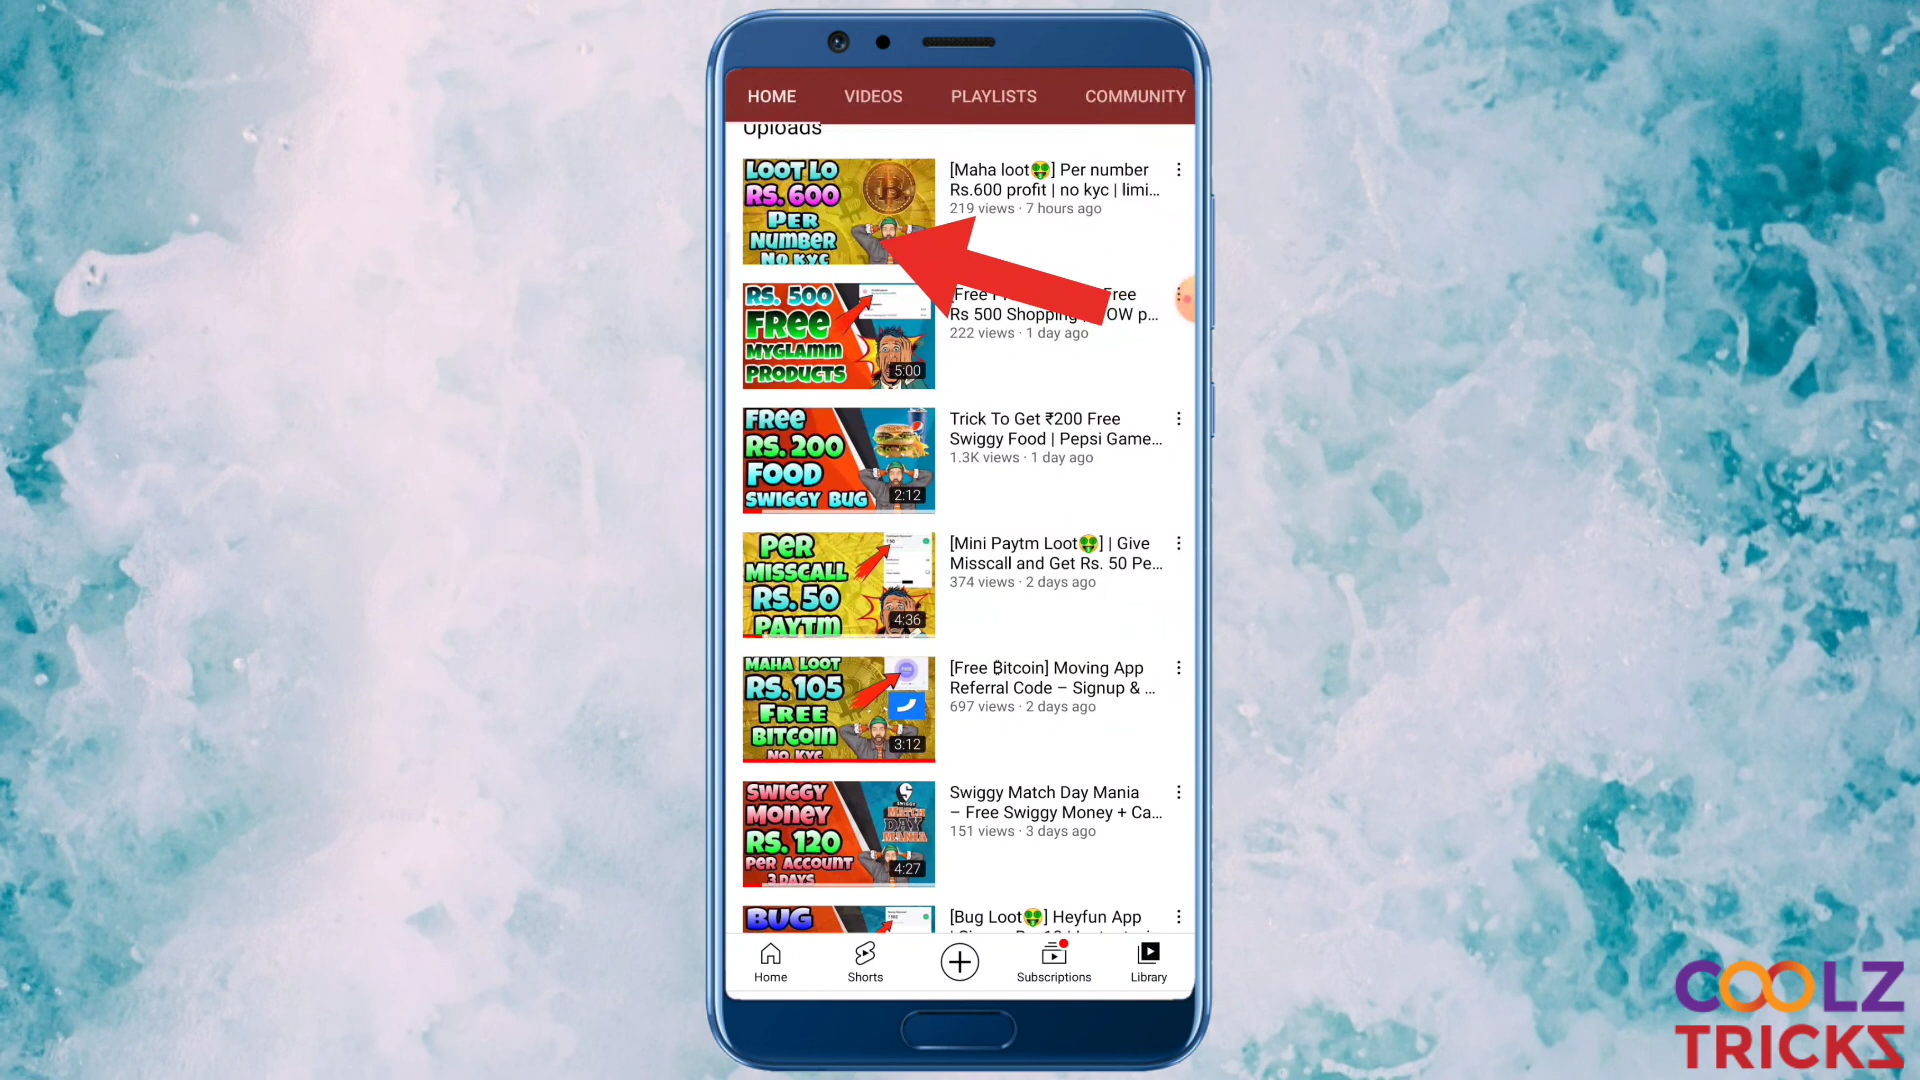 HOME VIDEOS PLAYLISTS COMMUNITY
Uploads
LOOT LO
RS. 600
PER
NUMBER
NO KYC
[Maha loot🤑] Per number
Rs.600 profit | no kyc | limi...
219 views · 7 hours ago
RS. 500
FREE
MYGLAMM
PRODUCTS
5:00
[Free Free
Rs 500 Shopping OW p...
222 views · 1 day ago
FREE
RS. 200
FOOD
SWIGGY BUG
2:12
Trick To Get ₹200 Free
Swiggy Food | Pepsi Game...
1.3K views · 1 day ago
PER
MISSCALL
RS. 50
PAYTM
4:36
[Mini Paytm Loot🤑] | Give
Misscall and Get Rs. 50 Pe...
374 views · 2 days ago
MAHA LOOT
RS. 105
FREE
BITCOIN
NO KYC
3:12
[Free ₿itcoin] Moving App
Referral Code – Signup & ...
697 views · 2 days ago
SWIGGY
MONEY
RS. 120
PER ACCOUNT
3 DAYS
SWIGGY
MATCH
DAY
MANIA
4:27
Swiggy Match Day Mania
– Free Swiggy Money + Ca...
151 views · 3 days ago
BUG
[Bug Loot🤑] Heyfun App
Home Shorts Subscriptions Library
COOLZ
TRICKS